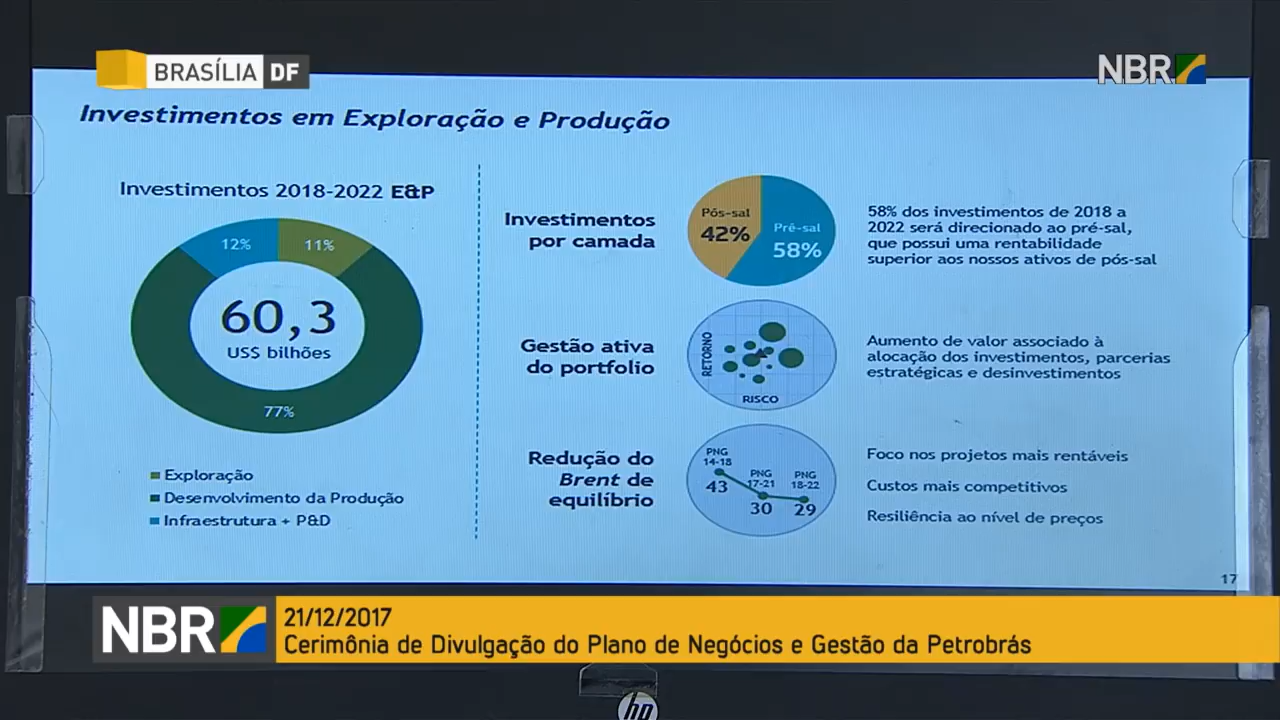 BRASÍLIA DF
NBR
Investimentos em Exploração e Produção
Investimentos 2018-2022 E&P
12%
11%
60,3
US$ bilhões
77%
Exploração
Desenvolvimento da Produção
Infraestrutura + P&D
Investimentos
por camada
Pós-sal
42%
Pré-sal
58%
58% dos investimentos de 2018 a
2022 será direcionado ao pré-sal,
que possui uma rentabilidade
superior aos nossos ativos de pós-sal
Gestão ativa
do portfolio
RETORNO
RISCO
Aumento de valor associado à
alocação dos investimentos, parcerias
estratégicas e desinvestimentos
Redução do
Brent de
equilíbrio
PNG
14-18
43
PNG
17-21
30
PNG
18-22
29
Foco nos projetos mais rentáveis
Custos mais competitivos
Resiliência ao nível de preços
17
NBR
21/12/2017
Cerimônia de Divulgação do Plano de Negócios e Gestão da Petrobrás
hp